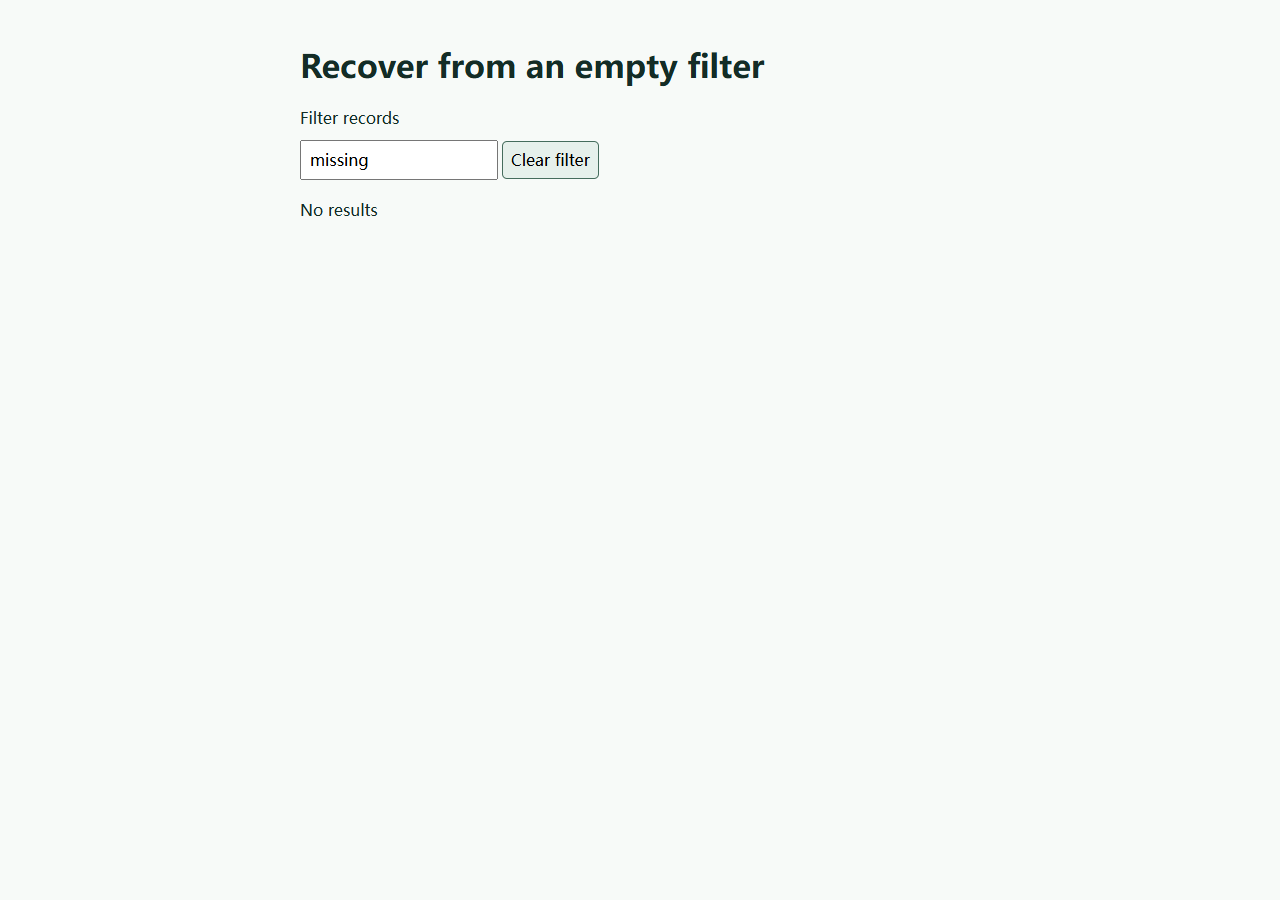 Recover from an empty filter
Filter records
missing Clear filter
No results